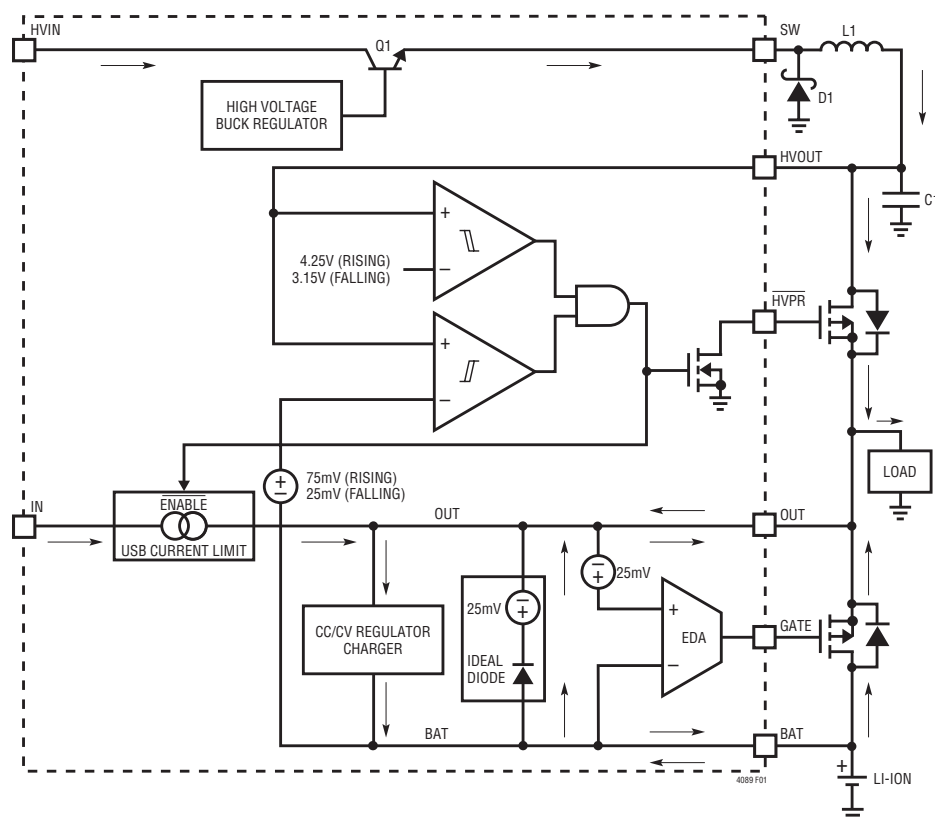 HVIN
Q1
SW
L1
HIGH VOLTAGE
BUCK REGULATOR
D1
HVOUT
C1
+
4.25V (RISING)
3.15V (FALLING)
–
HVPR
+
–
LOAD
+
–
75mV (RISING)
25mV (FALLING)
IN
ENABLE
USB CURRENT LIMIT
OUT
OUT
–
+
25mV
25mV
–
+
+
EDA
–
GATE
CC/CV REGULATOR
CHARGER
IDEAL
DIODE
BAT
BAT
4089 F01
+
LI-ION